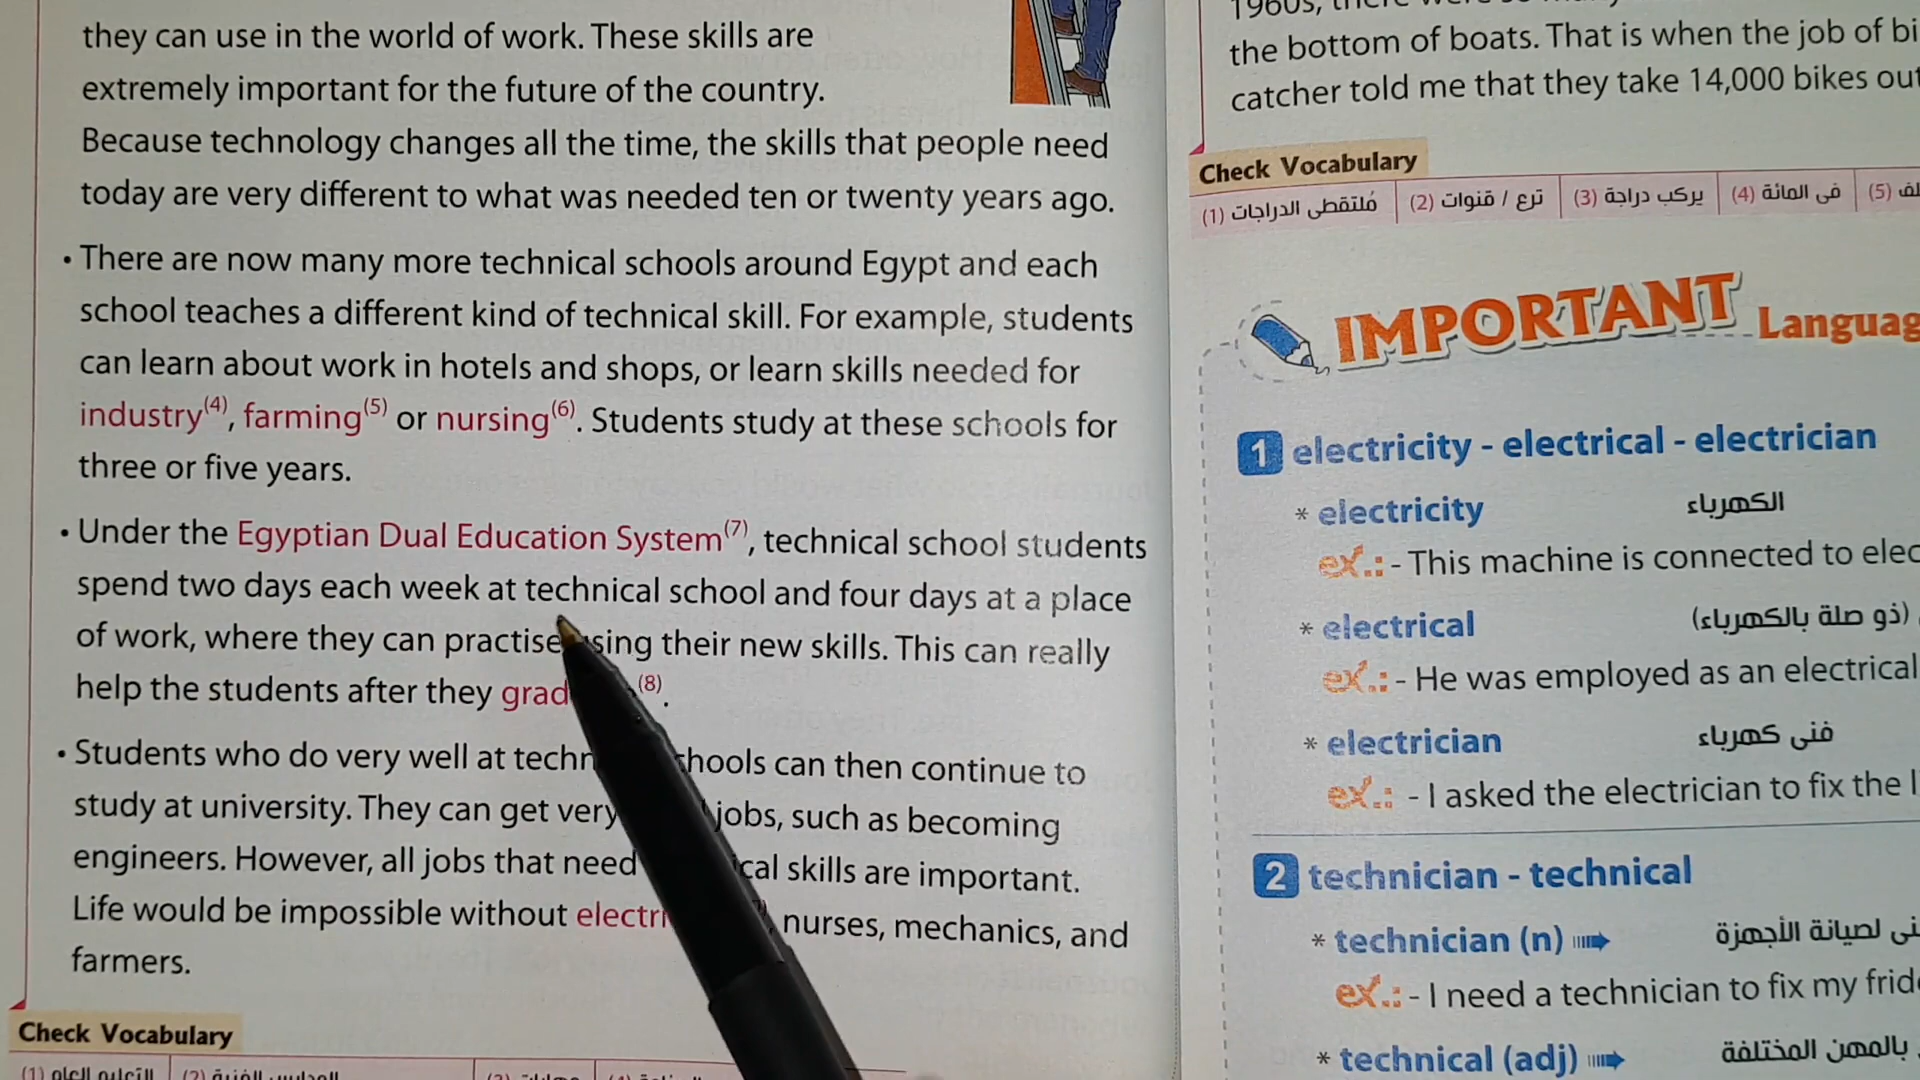 they can use in the world of work. These skills are
extremely important for the future of the country.
Because technology changes all the time, the skills that people need
today are very different to what was needed ten or twenty years ago.
• There are now many more technical schools around Egypt and each
school teaches a different kind of technical skill. For example, students
can learn about work in hotels and shops, or learn skills needed for
industry(4), farming(5) or nursing(6). Students study at these schools for
three or five years.
• Under the Egyptian Dual Education System(7), technical school students
spend two days each week at technical school and four days at a place
of work, where they can practise their new skills. This can really
help the students after they (8).
• Students who do very well at can then continue to
study at university. They can get very jobs, such as becoming
engineers. However, all jobs that need skills are important.
Life would be impossible without nurses, mechanics, and
farmers.
Check Vocabulary
(1) (2) (3) (4)
1960s, there were so
the bottom of boats. That is when the job of
catcher told me that they take 14,000 bikes
Check Vocabulary
(1) مُلتقطى الدراجات (2) ترع / قنوات (3) يركب دراجة (4) فى المائة (5)
IMPORTANT
1 electricity - electrical - electrician
* electricity الكهرباء
ex.: - This machine is connected to
* electrical (ذو صلة بالكهرباء)
ex.: - He was employed as an electrical
* electrician فنى كهرباء
ex.: - I asked the electrician to fix the
2 technician - technical
* technician (n) لصيانة الأجهزة
ex.: - I need a technician to fix my
* technical (adj) بالمهن المختلفة